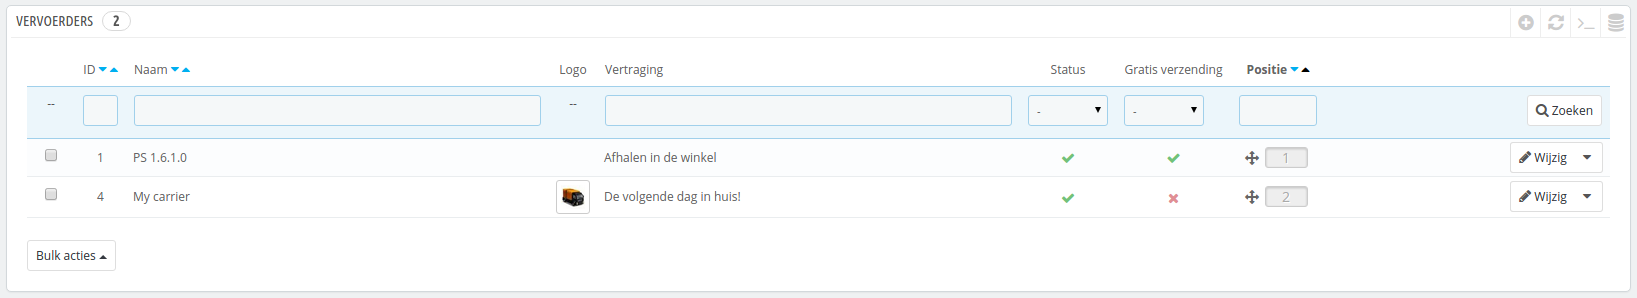 VERVOERDERS 2
ID Naam Logo Vertraging Status Gratis verzending Positie
-- -- - - Zoeken
1 PS 1.6.1.0 Afhalen in de winkel 1 Wijzig
4 My carrier De volgende dag in huis! 2 Wijzig
Bulk acties